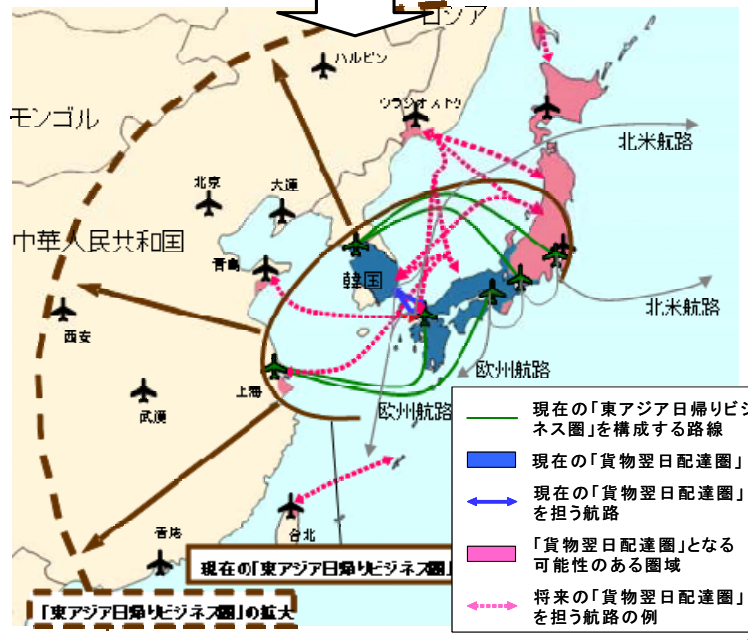 ロシア
ハルビン
モンゴル
ウラジオストク
北米航路
北京
大連
中華人民共和国
青島
韓国
北米航路
西安
欧州航路
上海
武漢
欧州航路
台北
香港
現在の「東アジア日帰りビジネス圏」
「東アジア日帰りビジネス圏」の拡大
現在の「東アジア日帰りビジ
ネス圏」を構成する路線
現在の「貨物翌日配達圏」
現在の「貨物翌日配達圏」
を担う航路
「貨物翌日配達圏」となる
可能性のある圏域
将来の「貨物翌日配達圏」
を担う航路の例